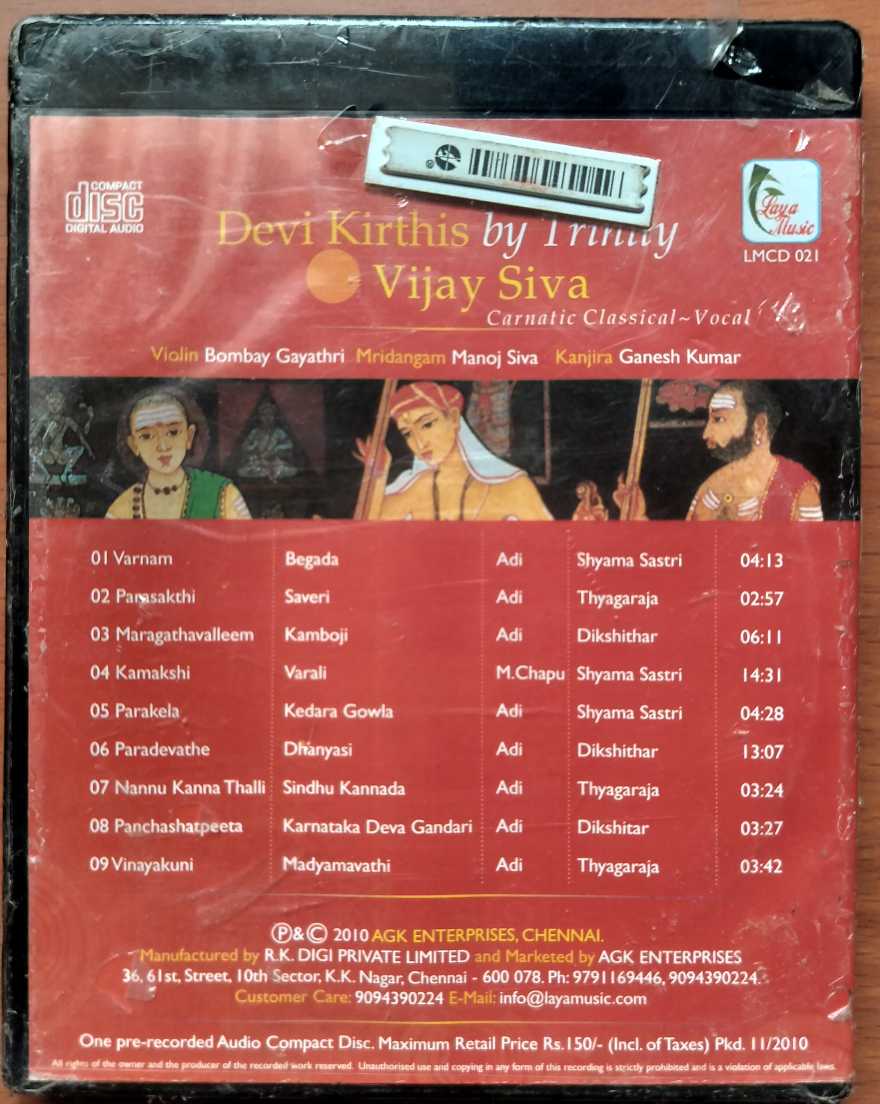 COMPACT
disc
DIGITAL AUDIO
Laya
Music
LMCD 021
Devi Kirthis by Trinity
Vijay Siva
Carnatic Classical~Vocal
Violin Bombay Gayathri Mridangam Manoj Siva Kanjira Ganesh Kumar
01 Varnam Begada Adi Shyama Sastri 04:13
02 Parasakthi Saveri Adi Thyagaraja 02:57
03 Maragathavalleem Kamboji Adi Dikshithar 06:11
04 Kamakshi Varali M.Chapu Shyama Sastri 14:31
05 Parakela Kedara Gowla Adi Shyama Sastri 04:28
06 Paradevathe Dhanyasi Adi Dikshithar 13:07
07 Nannu Kanna Thalli Sindhu Kannada Adi Thyagaraja 03:24
08 Panchashatpeeta Karnataka Deva Gandari Adi Dikshitar 03:27
09 Vinayakuni Madyamavathi Adi Thyagaraja 03:42
Ⓟ&© 2010 AGK ENTERPRISES, CHENNAI.
Manufactured by R.K. DIGI PRIVATE LIMITED and Marketed by AGK ENTERPRISES
36, 61st, Street, 10th Sector, K.K. Nagar, Chennai - 600 078. Ph: 9791169446, 9094390224.
Customer Care: 9094390224 E-Mail: info@layamusic.com
One pre-recorded Audio Compact Disc. Maximum Retail Price Rs.150/- (Incl. of Taxes) Pkd. 11/2010
All rights of the owner and the producer of the recorded work reserved. Unauthorised use and copying in any form of this recording is strictly prohibited and is a violation of applicable laws.